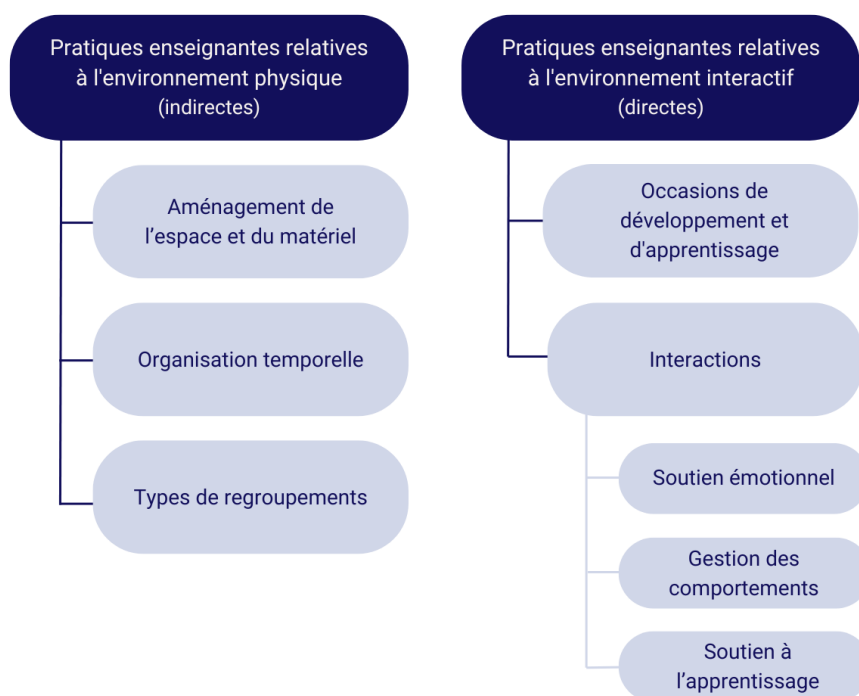 Pratiques enseignantes relatives
à l'environnement physique
(indirectes)
Aménagement de
l’espace et du matériel
Organisation temporelle
Types de regroupements
Pratiques enseignantes relatives
à l'environnement interactif
(directes)
Occasions de
développement et
d'apprentissage
Interactions
Soutien émotionnel
Gestion des
comportements
Soutien à
l’apprentissage